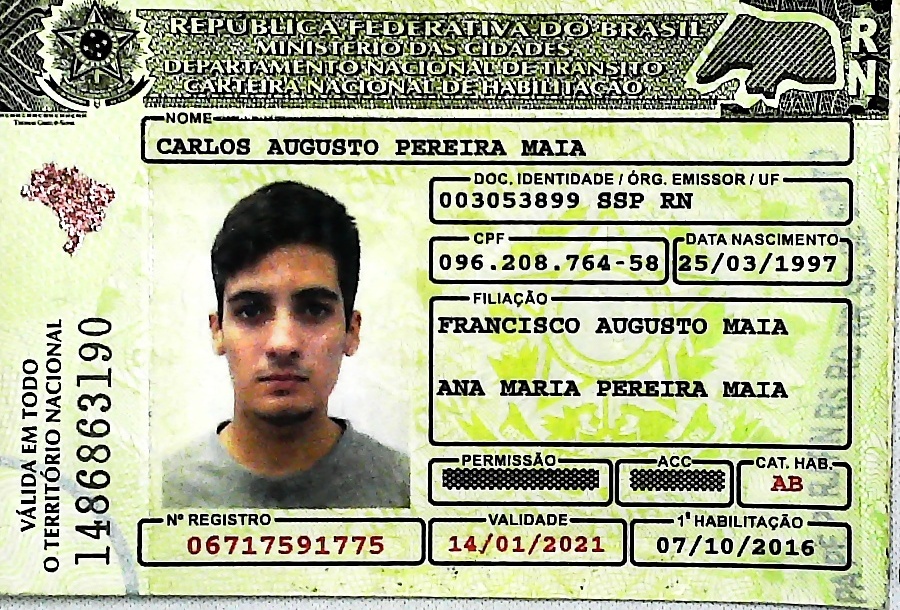 REPÚBLICA FEDERATIVA DO BRASIL
MINISTÉRIO DAS CIDADES
DEPARTAMENTO NACIONAL DE TRÂNSITO
CARTEIRA NACIONAL DE HABILITAÇÃO
RN
NOME
CARLOS AUGUSTO PEREIRA MAIA
DOC. IDENTIDADE / ÓRG. EMISSOR / UF
003053899 SSP RN
CPF
096.208.764-58
DATA NASCIMENTO
25/03/1997
FILIAÇÃO
FRANCISCO AUGUSTO MAIA
ANA MARIA PEREIRA MAIA
PERMISSÃO
ACC
CAT. HAB.
AB
Nº REGISTRO
06717591775
VALIDADE
14/01/2021
1ª HABILITAÇÃO
07/10/2016
VÁLIDA EM TODO
O TERRITÓRIO NACIONAL
1486863190